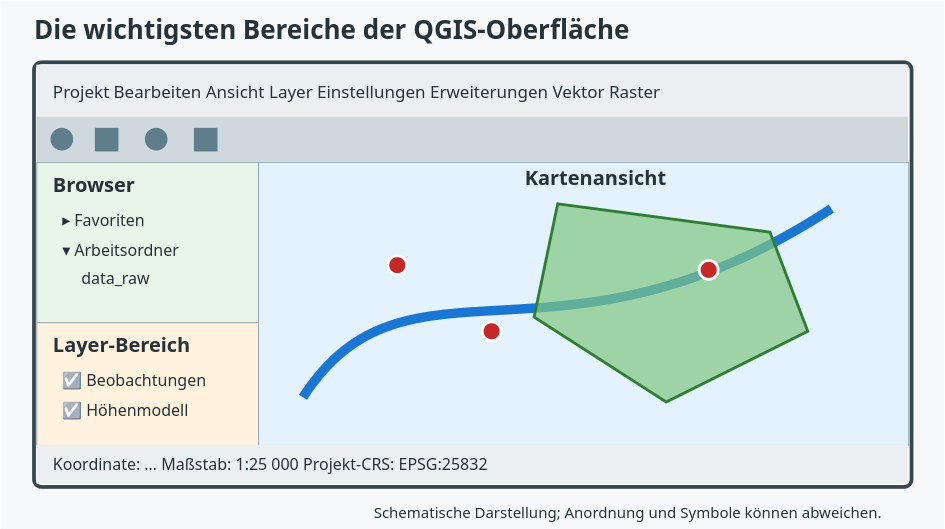 Die wichtigsten Bereiche der QGIS-Oberfläche
Projekt Bearbeiten Ansicht Layer Einstellungen Erweiterungen Vektor Raster
Browser
▸ Favoriten
▾ Arbeitsordner
data_raw
Layer-Bereich
☑ Beobachtungen
☑ Höhenmodell
Kartenansicht
Koordinate: … Maßstab: 1:25 000 Projekt-CRS: EPSG:25832
Schematische Darstellung; Anordnung und Symbole können abweichen.